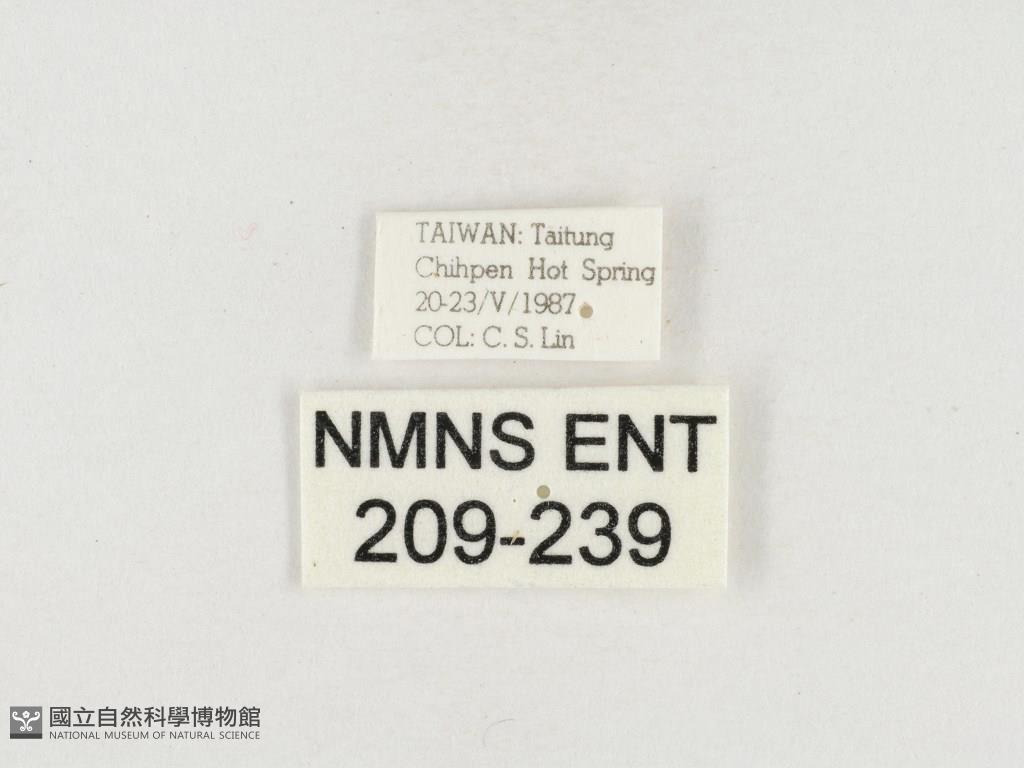 TAIWAN: Taitung
Chihpen Hot Spring
20-23/V/1987
COL: C. S. Lin
NMNS ENT
209-239
國立自然科學博物館
NATIONAL MUSEUM OF NATURAL SCIENCE